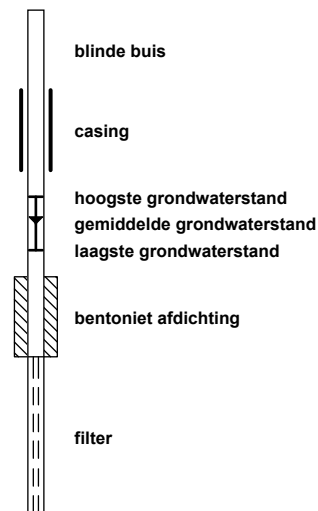 blinde buis
casing
hoogste grondwaterstand
gemiddelde grondwaterstand
laagste grondwaterstand
bentoniet afdichting
filter